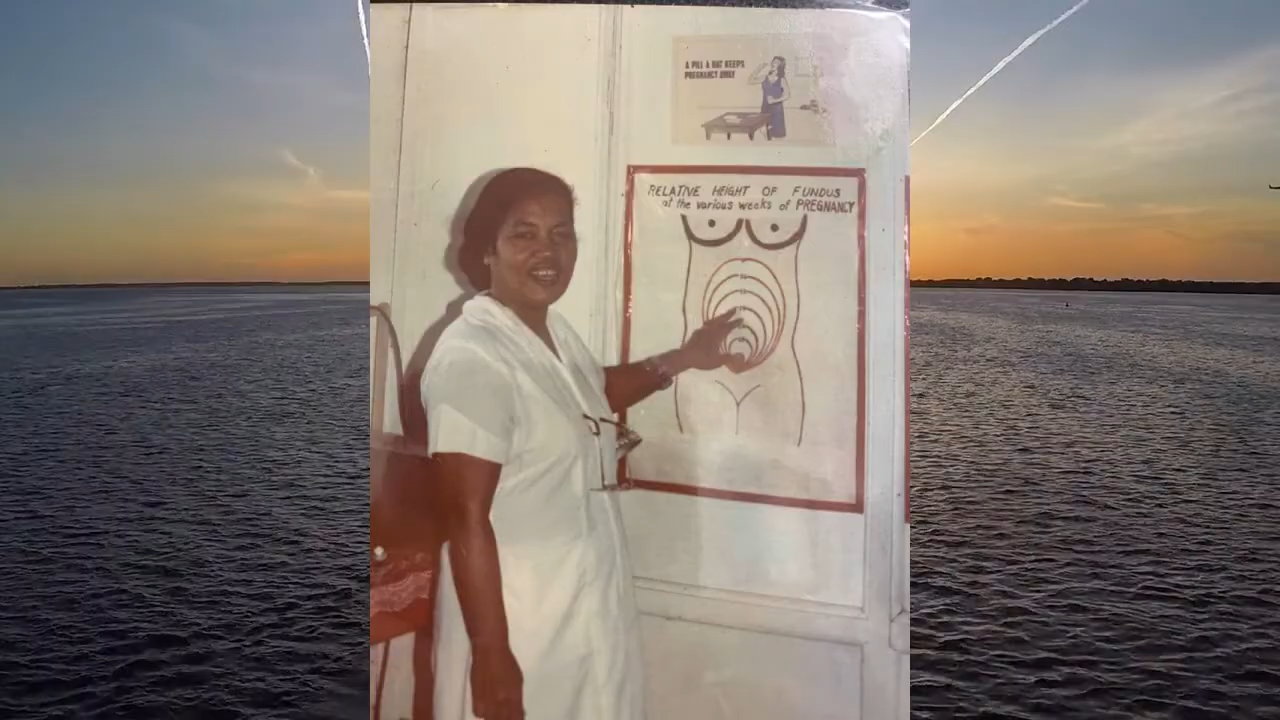 A PILL A DAY KEEPS
PREGNANCY AWAY
RELATIVE HEIGHT OF FUNDUS
at the various weeks of PREGNANCY